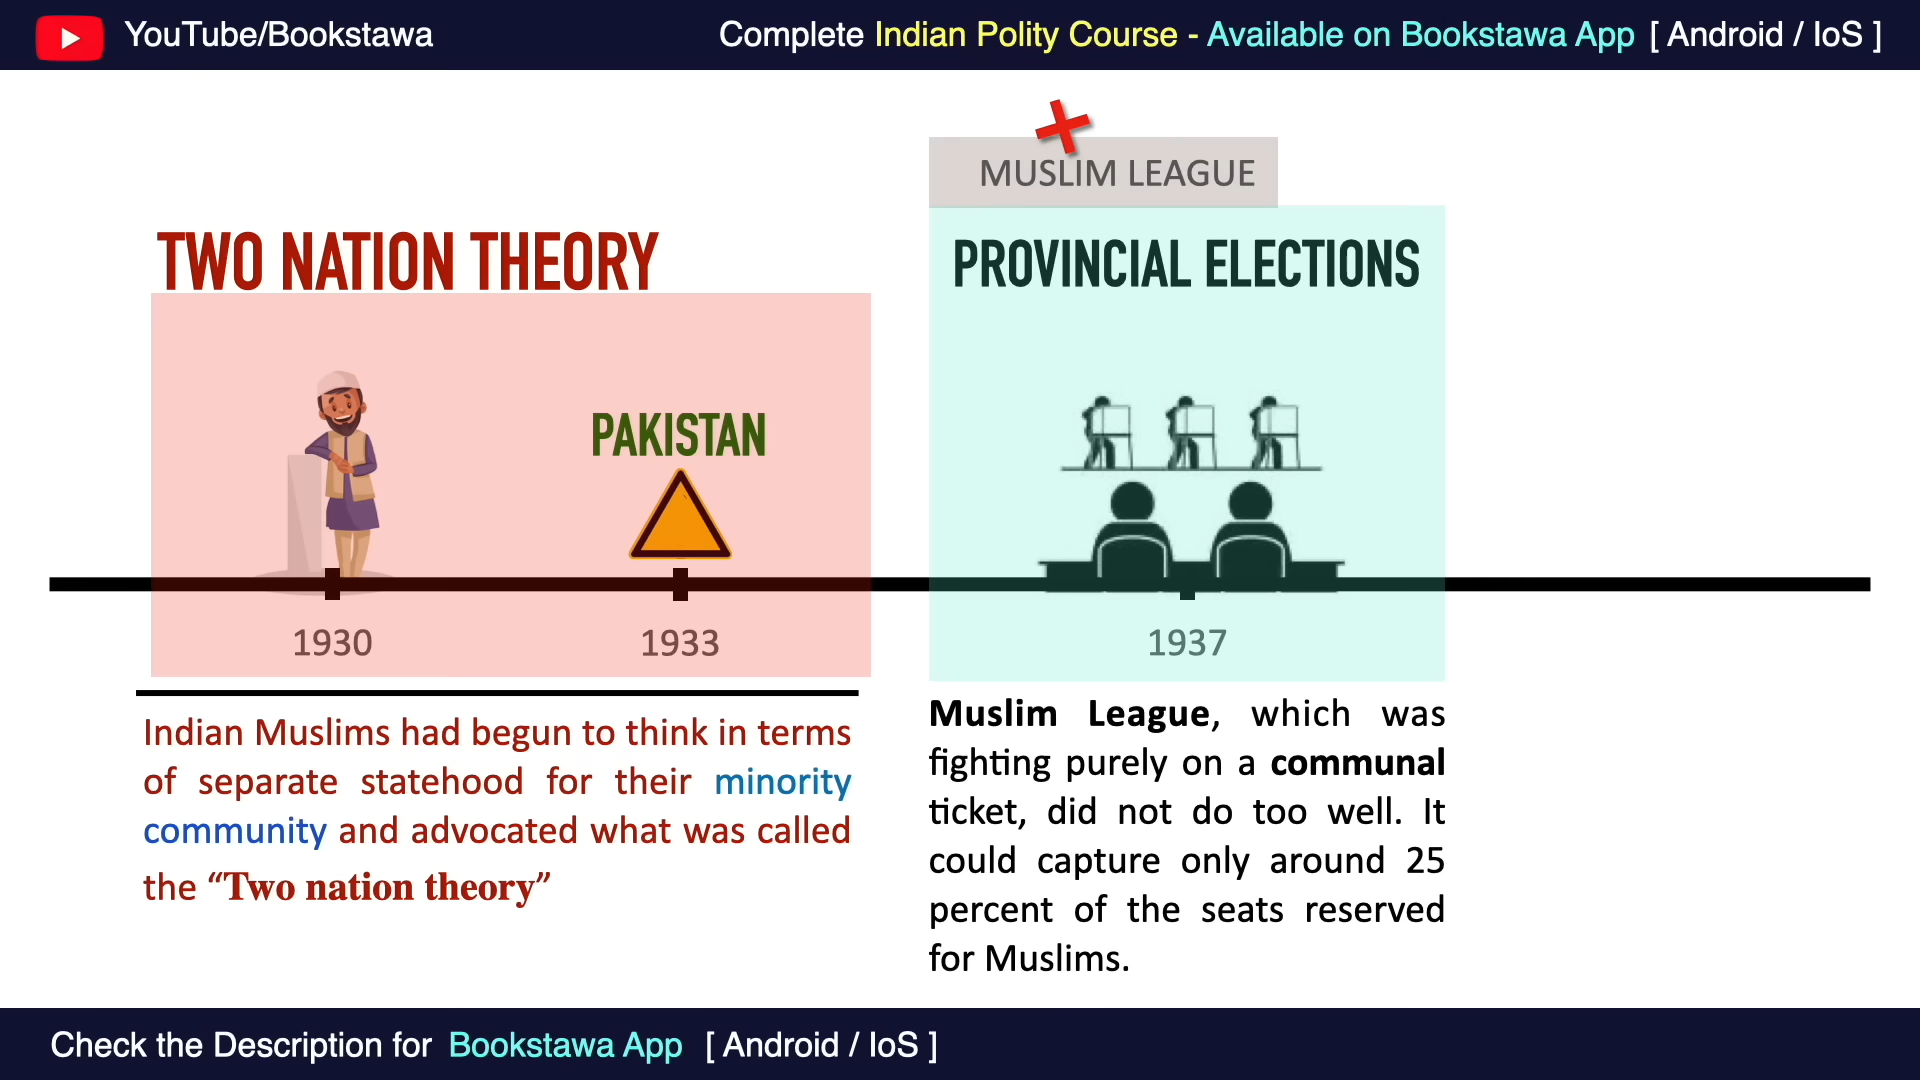 YouTube/Bookstawa
Complete Indian Polity Course - Available on Bookstawa App [ Android / IoS ]
MUSLIM LEAGUE
TWO NATION THEORY
PROVINCIAL ELECTIONS
PAKISTAN
1930
1933
1937
Indian Muslims had begun to think in terms
of separate statehood for their minority
community and advocated what was called
the “Two nation theory”
Muslim League, which was
fighting purely on a communal
ticket, did not do too well. It
could capture only around 25
percent of the seats reserved
for Muslims.
Check the Description for Bookstawa App [ Android / IoS ]